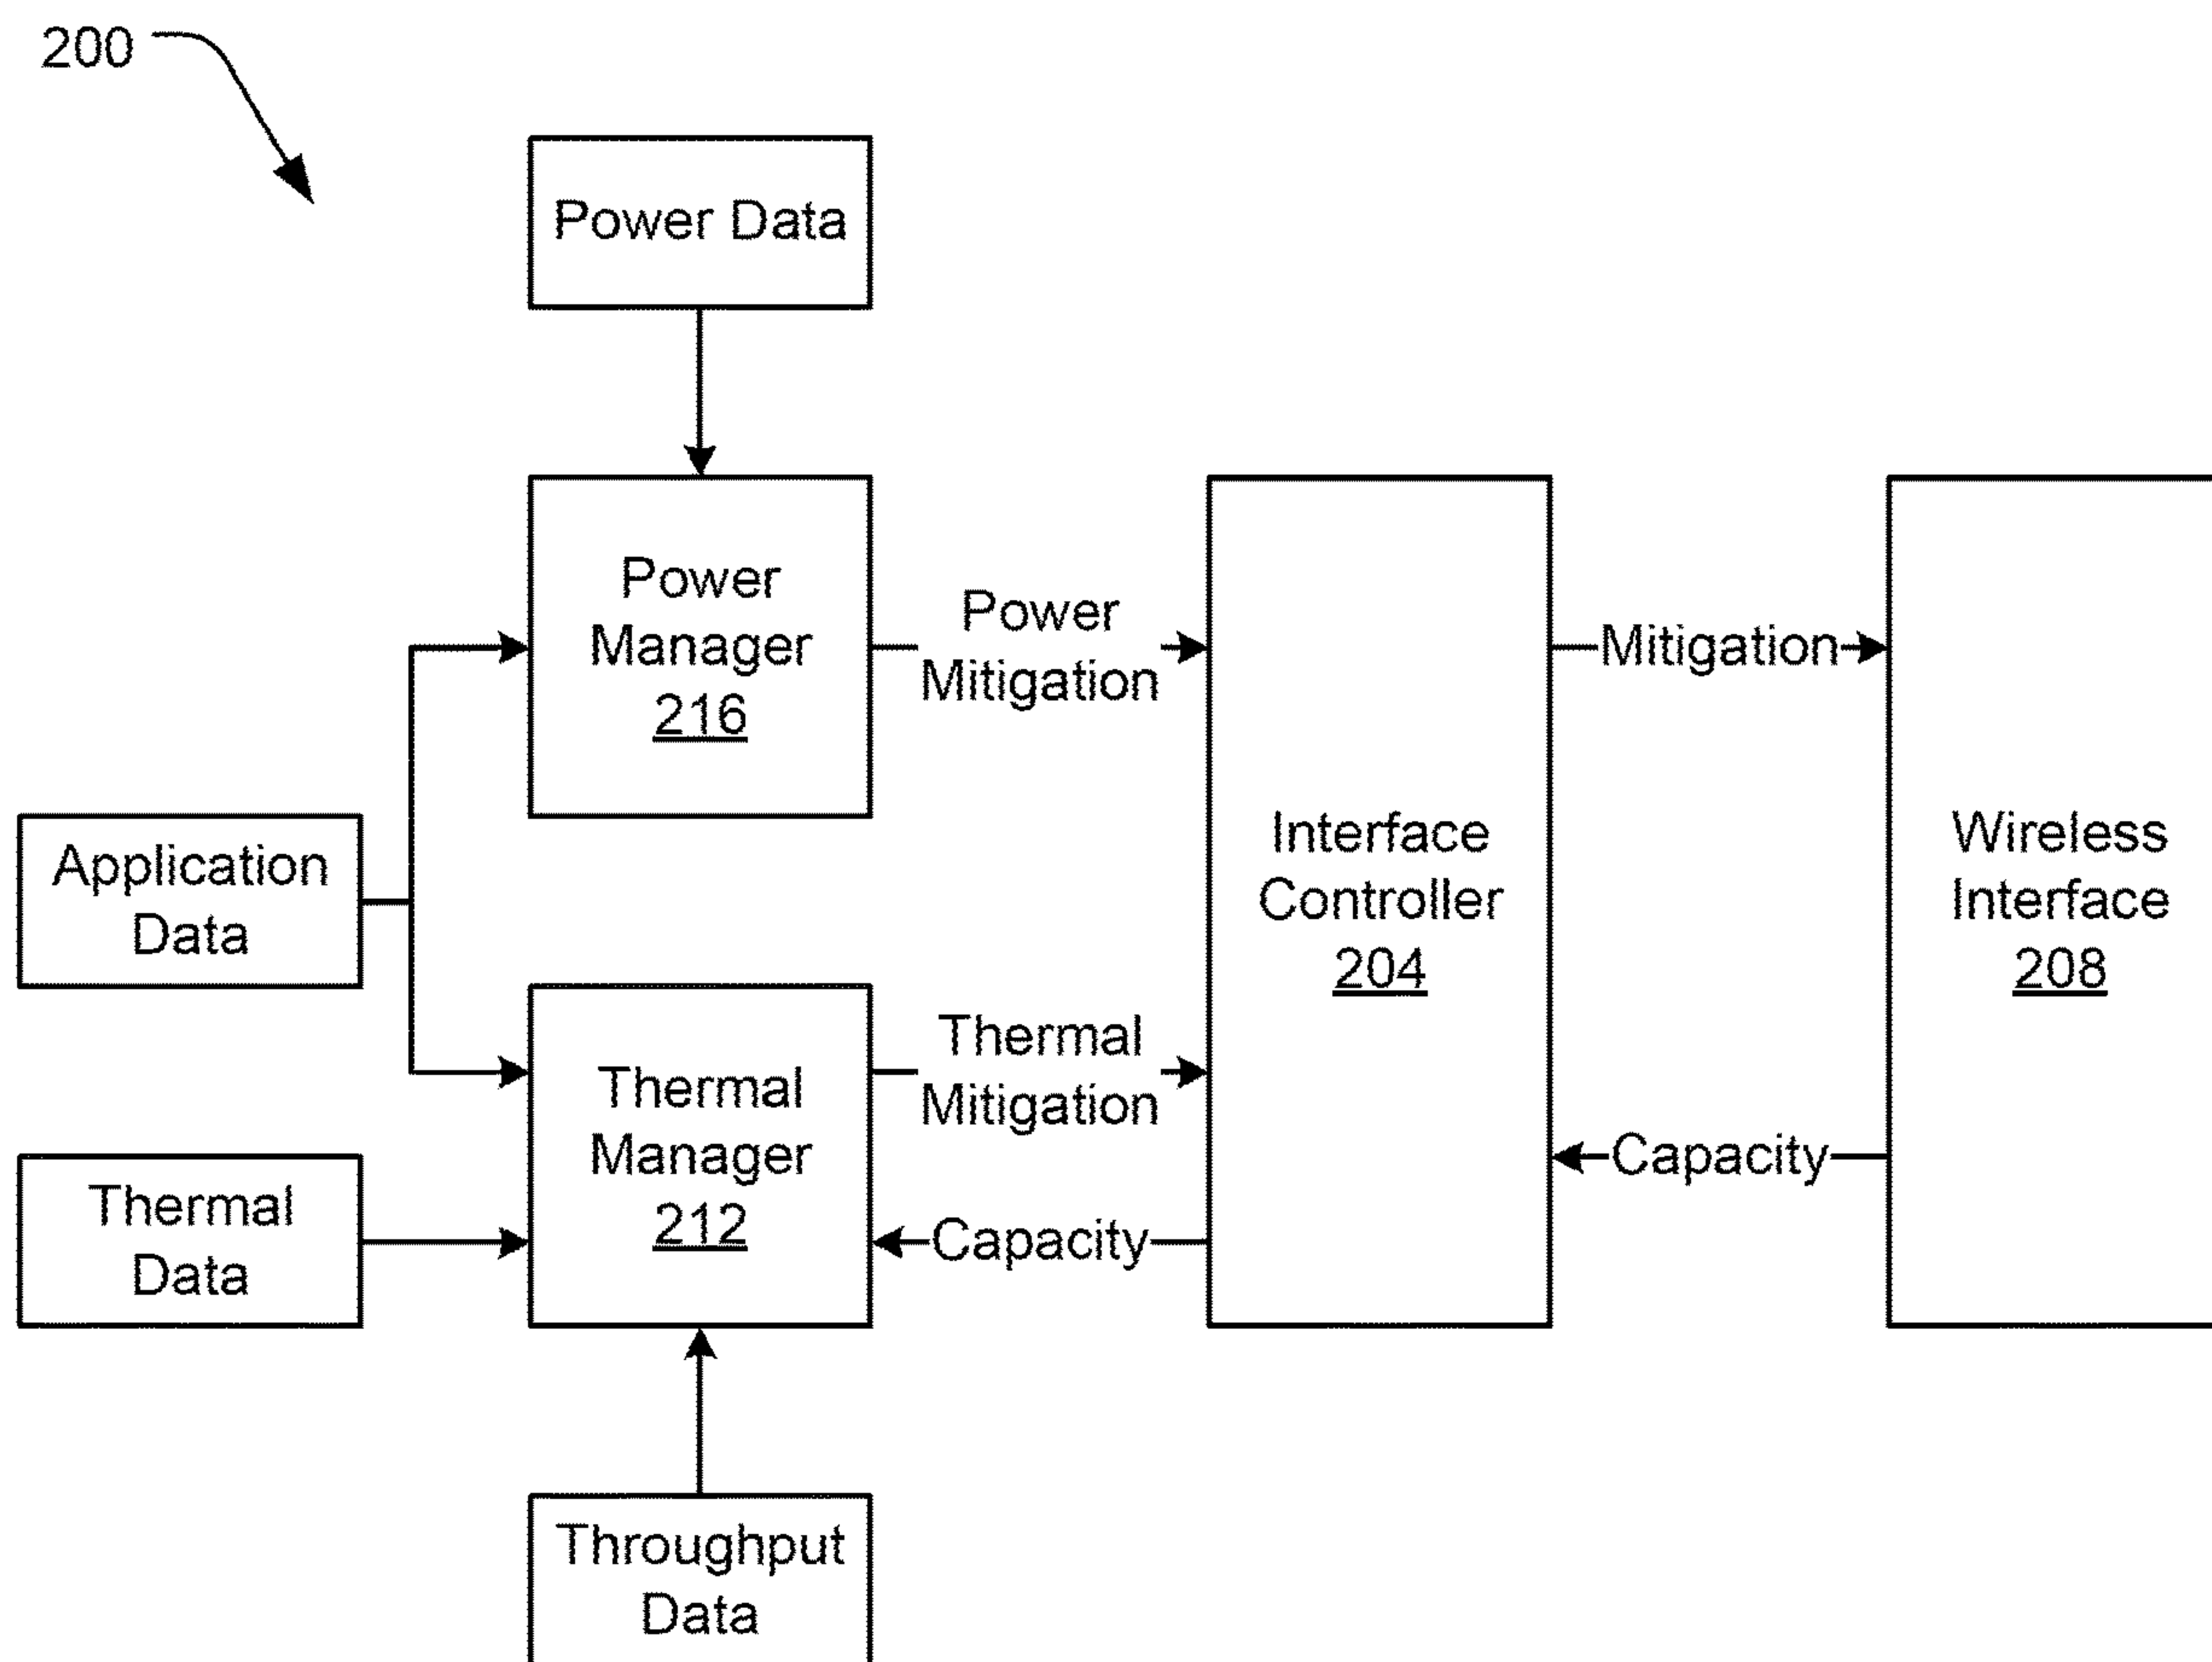 200
Power Data
Power
Manager
216
Power
Mitigation
Mitigation
Application
Data
Interface
Controller
204
Wireless
Interface
208
Thermal
Manager
212
Thermal
Mitigation
Capacity
Capacity
Thermal
Data
Throughput
Data